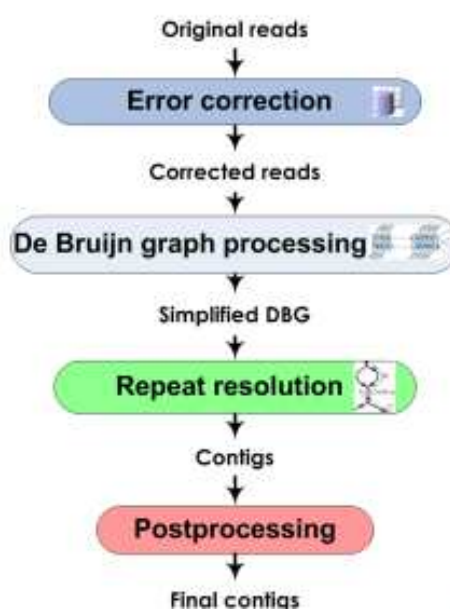 Original reads
Error correction
Corrected reads
De Bruijn graph processing
Simplified DBG
Repeat resolution
Contigs
Postprocessing
Final contigs